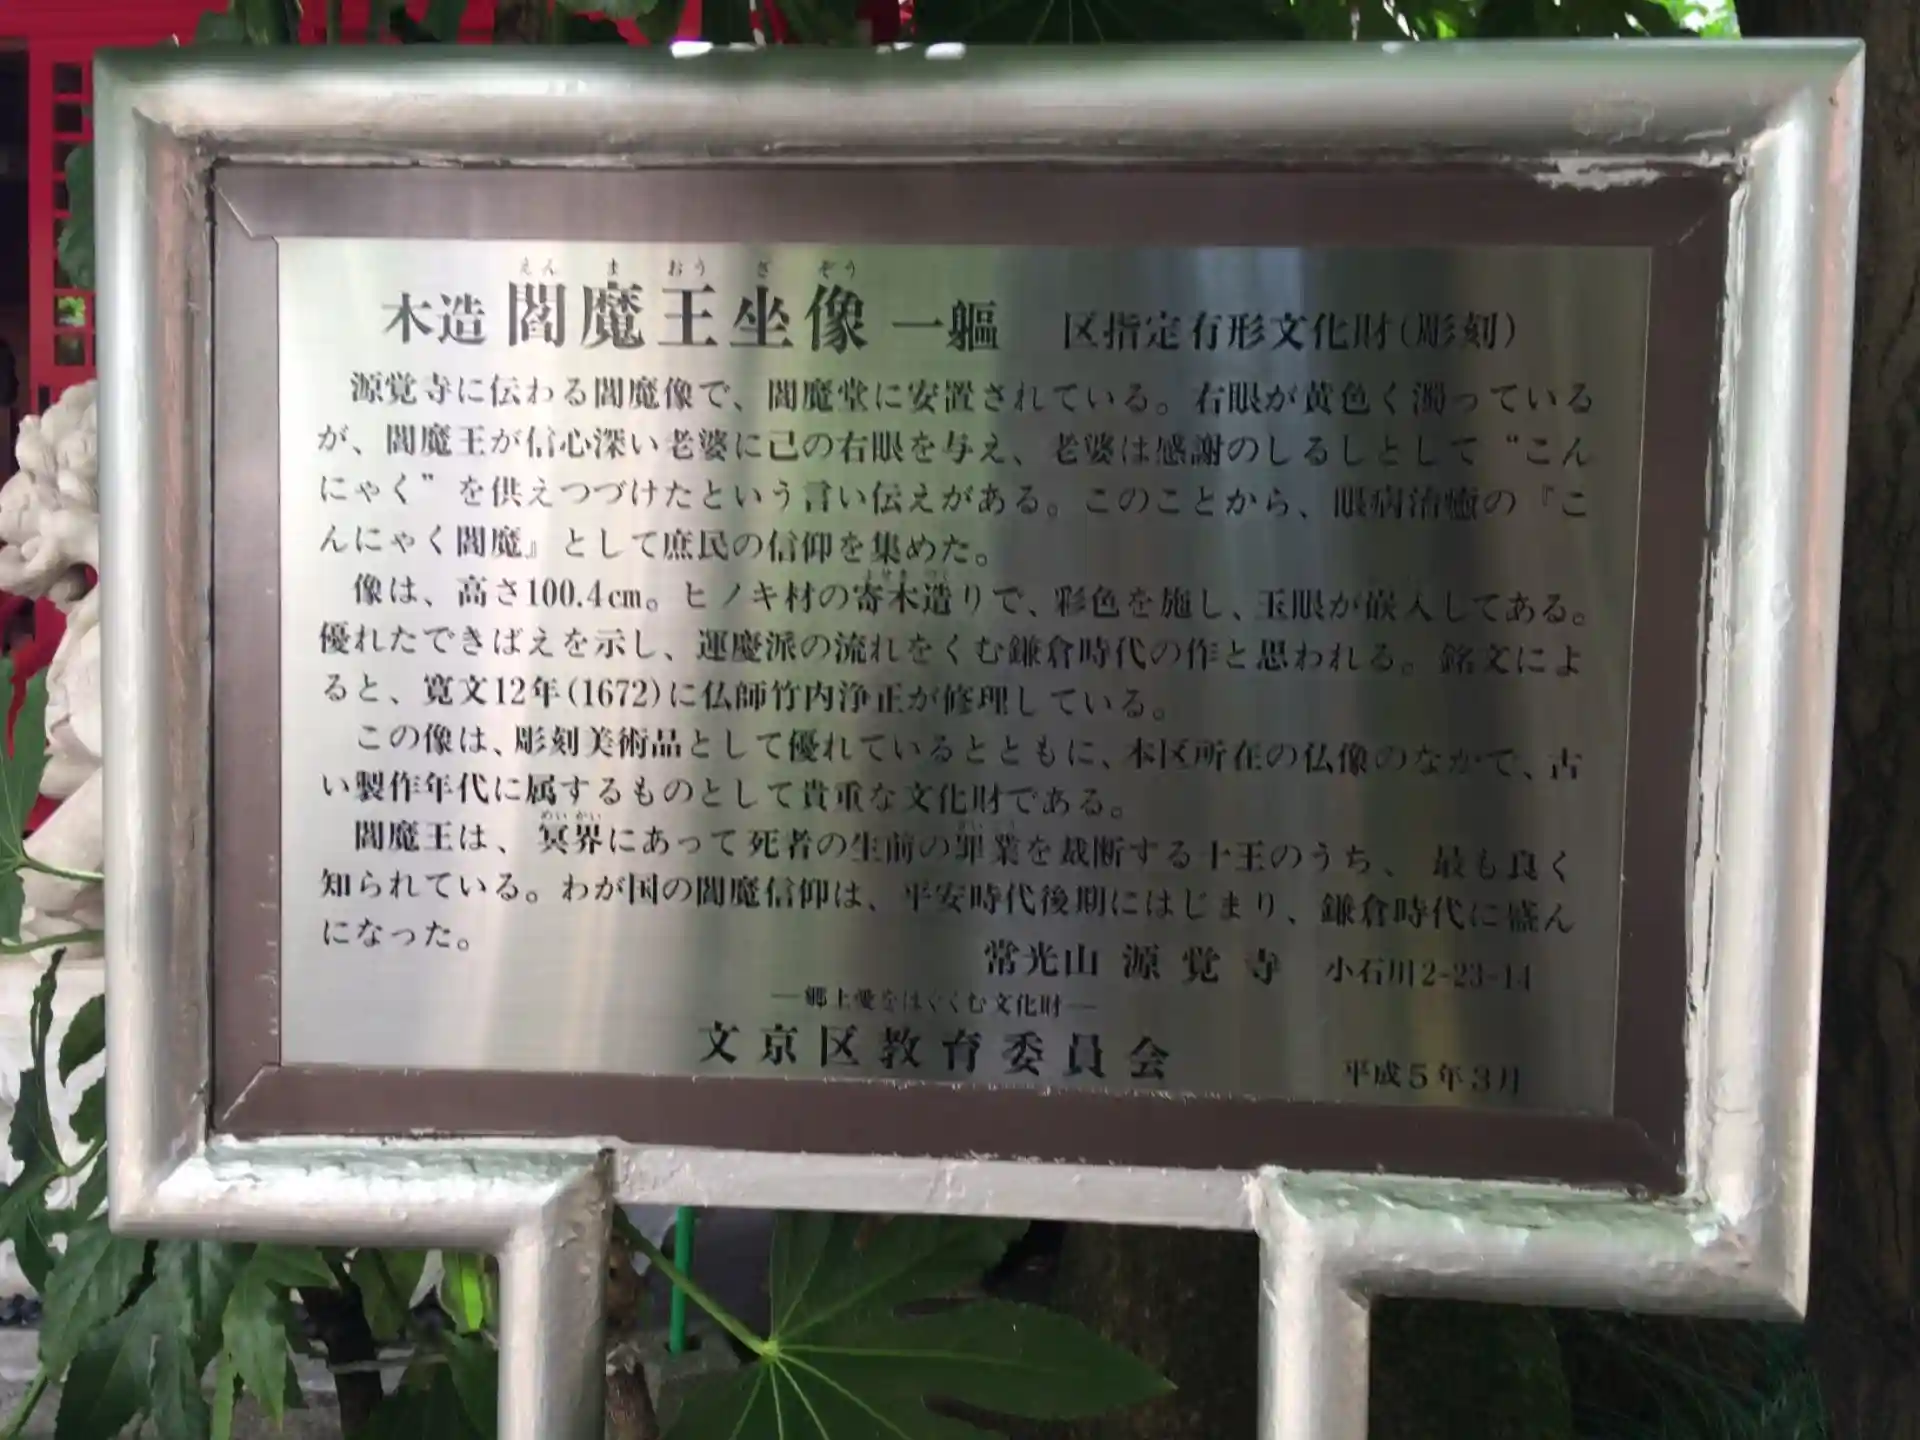 木造 閻魔王坐像 一軀 区指定有形文化財(彫刻)
えん ま おう ざ ぞう
源覚寺に伝わる閻魔像で、閻魔堂に安置されている。右眼が黄色く濁っている
が、閻魔王が信心深い老婆に己の右眼を与え、老婆は感謝のしるしとして“こん
にゃく”を供えつづけたという言い伝えがある。このことから、眼病治癒の『こ
んにゃく閻魔』として庶民の信仰を集めた。
像は、高さ100.4cm。ヒノキ材の寄木造りで、彩色を施し、玉眼が嵌入してある。
優れたできばえを示し、運慶派の流れをくむ鎌倉時代の作と思われる。銘文によ
ると、寛文12年(1672)に仏師竹内浄正が修理している。
この像は、彫刻美術品として優れているとともに、本区所在の仏像のなかで、古
い製作年代に属するものとして貴重な文化財である。
めい かい
閻魔王は、冥界にあって死者の生前の罪業を裁断する十王のうち、最も良く
知られている。わが国の閻魔信仰は、平安時代後期にはじまり、鎌倉時代に盛ん
になった。
常光山 源覚寺 小石川2-23-14
—郷土愛をはぐくむ文化財—
文京区教育委員会
平成5年3月